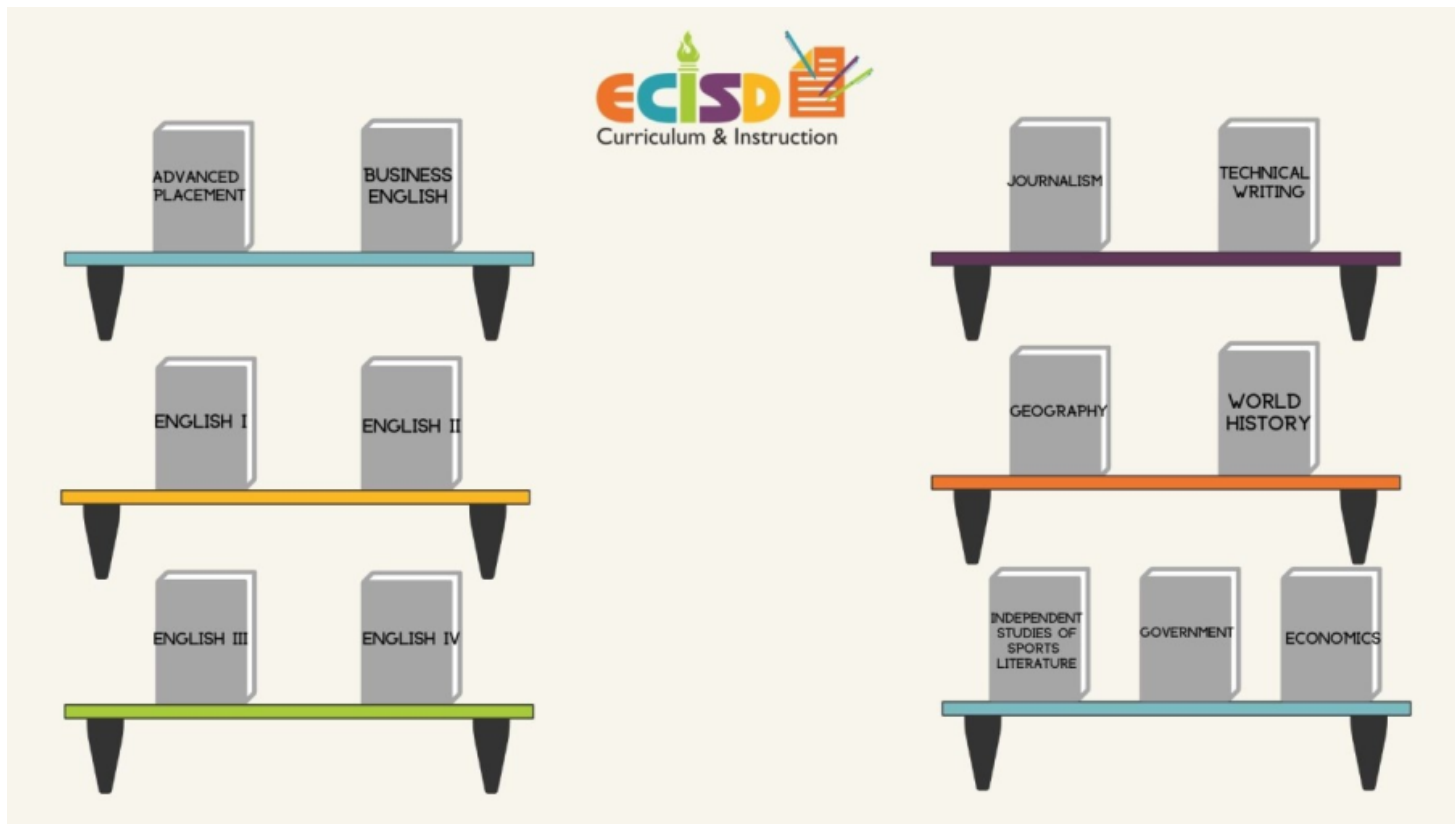 ECISD
Curriculum & Instruction
ADVANCED
PLACEMENT
BUSINESS
ENGLISH
JOURNALISM
TECHNICAL
WRITING
ENGLISH I
ENGLISH II
GEOGRAPHY
WORLD
HISTORY
ENGLISH III
ENGLISH IV
INDEPENDENT
STUDIES OF
SPORTS
LITERATURE
GOVERNMENT
ECONOMICS